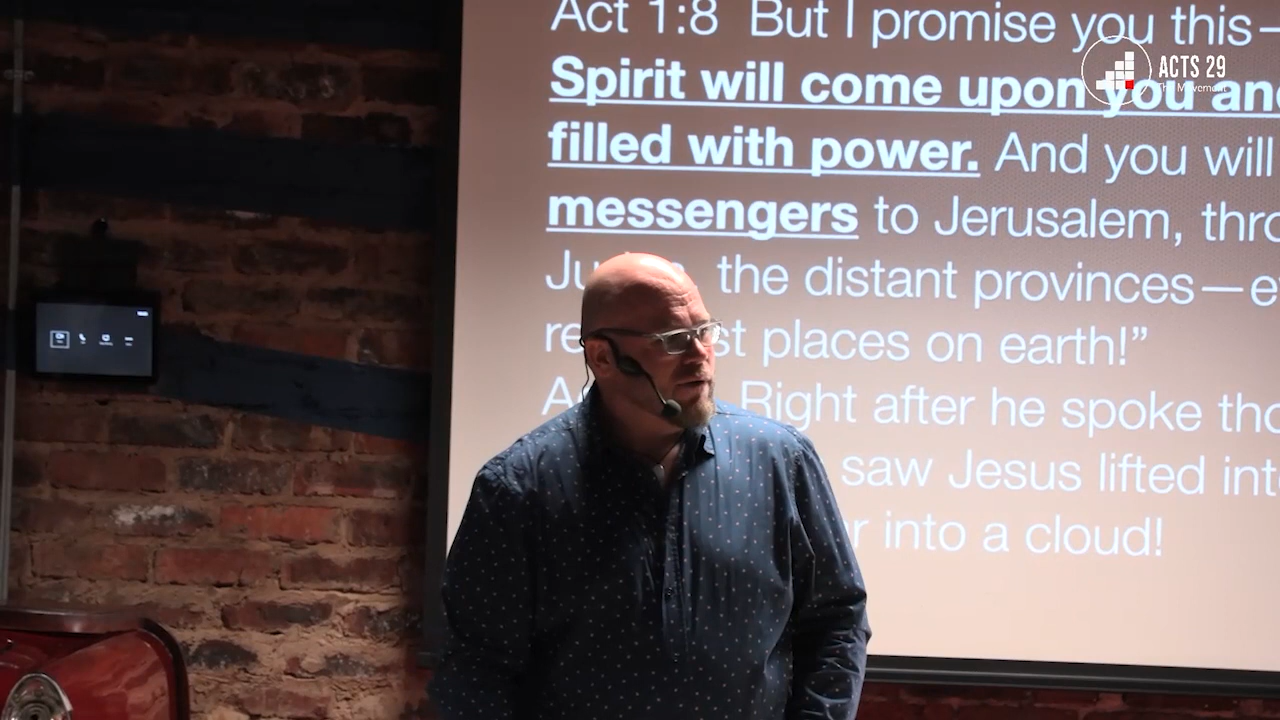 Act 1:8 But I promise you this—
Spirit will come upon you and
filled with power. And you will
messengers to Jerusalem, thro
the distant provinces—e
places on earth!”
Right after he spoke tho
saw Jesus lifted int
into a cloud!
ACTS 29
The Movement